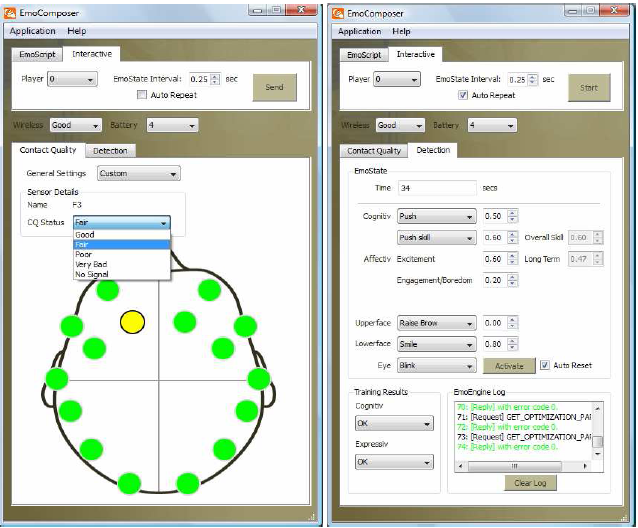 EmoComposer
Application Help
EmoScript Interactive
Player 0 EmoState Interval: 0.25 sec
Auto Repeat
Send
Wireless Good Battery 4
Contact Quality Detection
General Settings Custom
Sensor Details
Name F3
CQ Status Fair
Good
Fair
Poor
Very Bad
No Signal
EmoComposer
Application Help
EmoScript Interactive
Player 0 EmoState Interval: 0.25 sec
Auto Repeat
Start
Wireless Good Battery 4
Contact Quality Detection
EmoState
Time 34 secs
Cognitiv Push 0.50
Push skill 0.60 Overall Skill 0.60
Affectiv Excitement 0.60 Long Term 0.47
Engagement/Boredom 0.20
Upperface Raise Brow 0.00
Lowerface Smile 0.80
Eye Blink Activate Auto Reset
Training Results
Cognitiv
OK
Expressiv
OK
EmoEngine Log
70: [Reply] with error code 0.
71: [Request] GET_OPTIMIZATION_PAR
72: [Reply] with error code 0.
73: [Request] GET_OPTIMIZATION_PAR
74: [Reply] with error code 0.
Clear Log